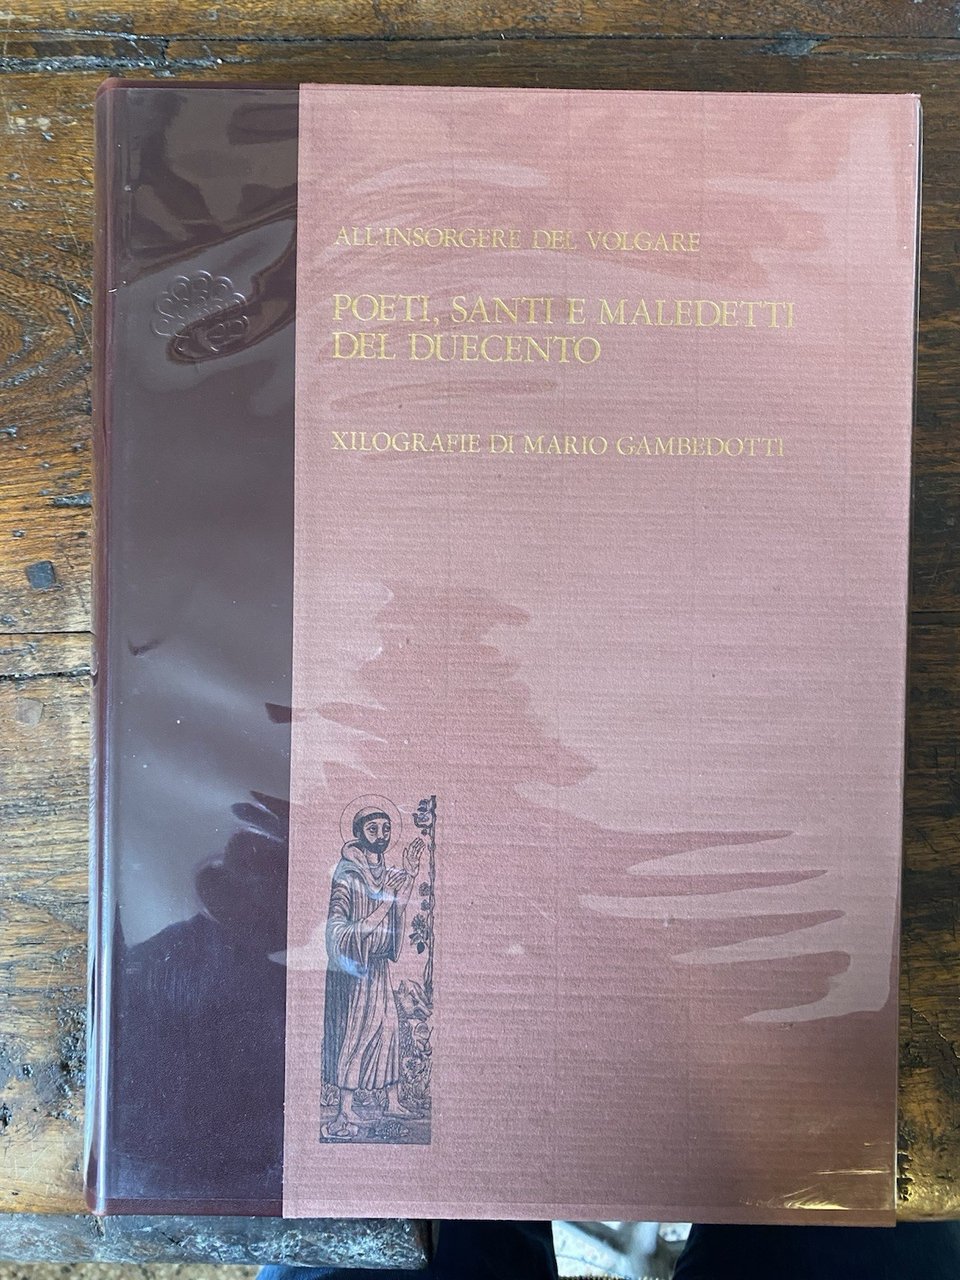 ALL'INSORGERE DEL VOLGARE
POETI, SANTI E MALEDETTI
DEL DUECENTO
XILOGRAFIE DI MARIO GAMBEDOTTI